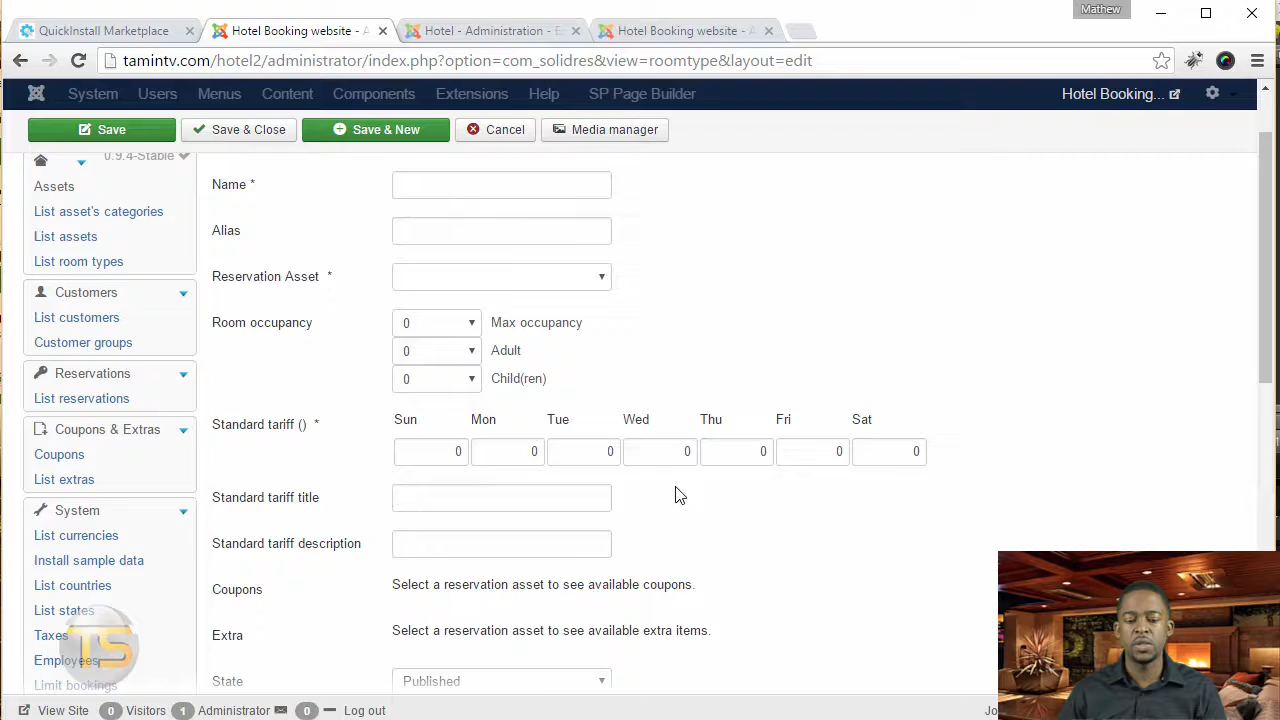 Mathew
QuickInstall Marketplace
Hotel Booking website - A
Hotel - Administration - E
Hotel Booking website - A
tamintv.com/hotel2/administrator/index.php?option=com_solidres&view=roomtype&layout=edit
System Users Menus Content Components Extensions Help SP Page Builder Hotel Booking...
Save Save & Close Save & New Cancel Media manager
0.9.4-Stable
Assets
List asset's categories
List assets
List room types
Customers
List customers
Customer groups
Reservations
List reservations
Coupons & Extras
Coupons
List extras
System
List currencies
Install sample data
List countries
List states
Taxes
Employees
Limit bookings
TS
Name *
Alias
Reservation Asset *
Room occupancy 0 Max occupancy
0 Adult
0 Child(ren)
Sun Mon Tue Wed Thu Fri Sat
Standard tariff () *
0 0 0 0 0 0 0
Standard tariff title
Standard tariff description
Coupons Select a reservation asset to see available coupons.
Extra Select a reservation asset to see available extra items.
State Published
View Site 0 Visitors 1 Administrator 0 Log out
Jo